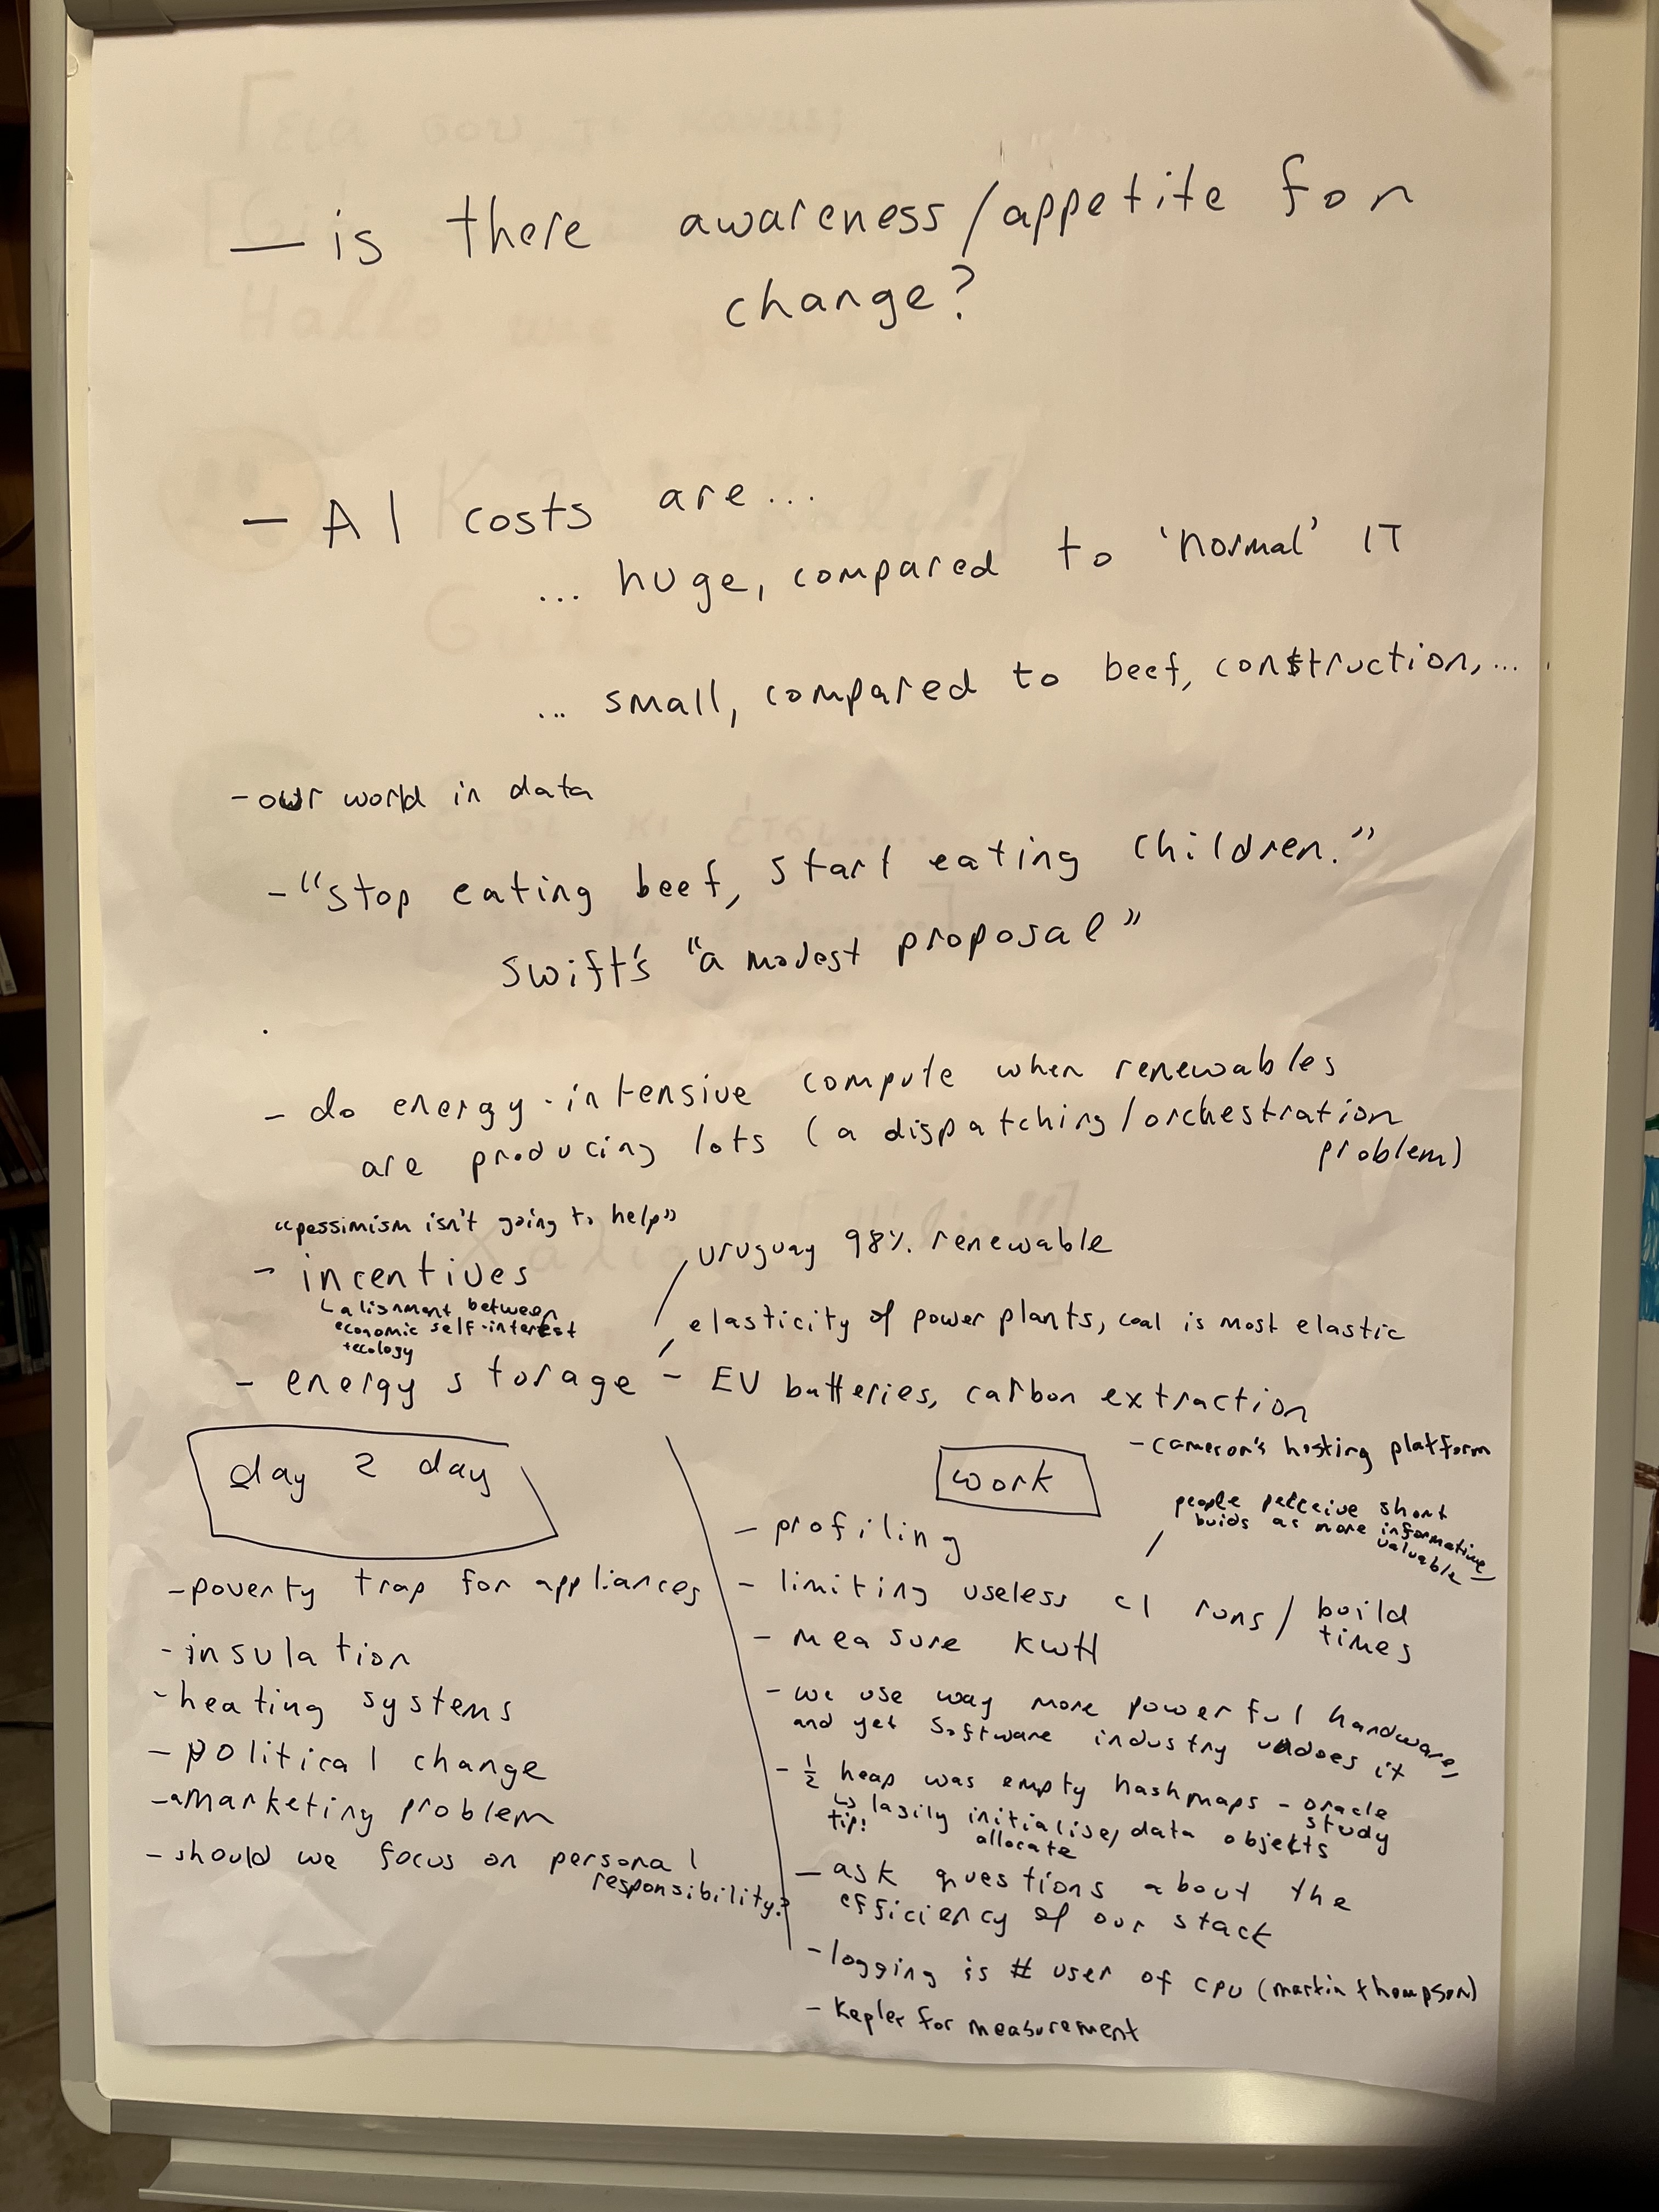 — is there awareness/appetite for
change?
— AI costs are...
... huge, compared to 'normal' IT
... small, compared to beef, construction,...
- our world in data
- "stop eating beef, start eating children."
swift's "a modest proposal"
- do energy-intensive compute when renewables
are producing lots (a dispatching/orchestration
problem)
"pessimism isn't going to help"
- incentives
alignment between
economic self-interest
+ecology
uruguay 98% renewable
elasticity of power plants, coal is most elastic
- energy storage - EV batteries, carbon extraction
day 2 day
- poverty trap for appliances
- insulation
- heating systems
- political change
- a marketing problem
- should we focus on personal
responsibility?
work
- cameron's hosting platform
people perceive short
buids as more informative
valuable
- profiling
- limiting useless CI runs / build
times
- measure KWH
- we use way more powerful hardware
and yet software industry undoes it
- ½ heap was empty hashmaps - oracle
study
↳ lasily initialise/data objekts
tip!
allocate
- ask questions about the
efficiency of our stack
- logging is # user of CPU (martin thompson)
- Kepler for measurement